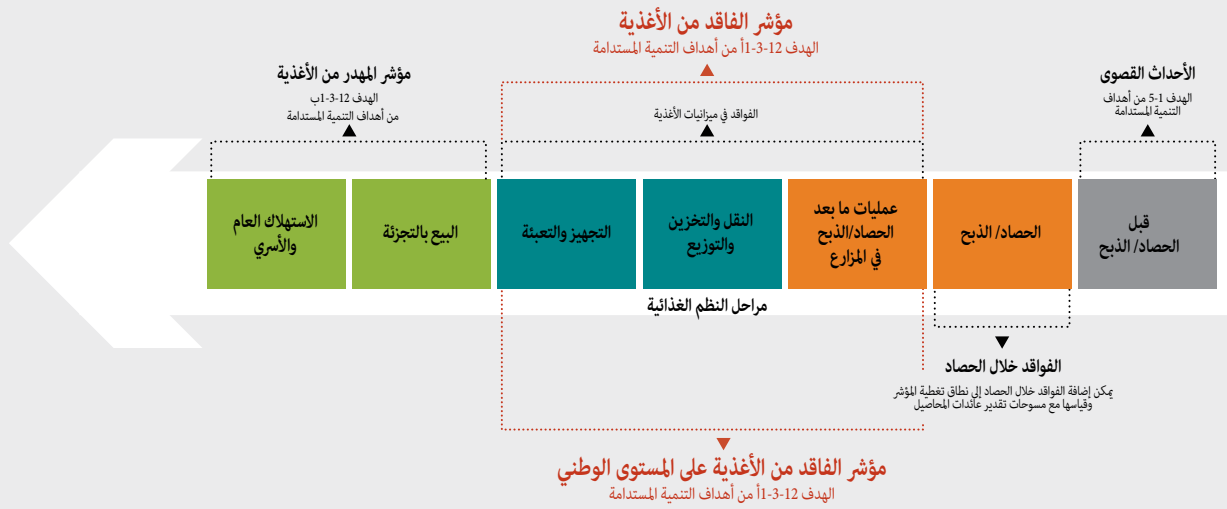 مؤشر الفاقد من الأغذية
الهدف 12-3-1أ من أهداف التنمية المستدامة
الأحداث القصوى
الهدف 1-5 من أهداف
التنمية المستدامة
الفواقد في ميزانيات الأغذية
مؤشر المهدر من الأغذية
الهدف 12-3-1ب
من أهداف التنمية المستدامة
قبل
الحصاد/ الذبح
الحصاد/ الذبح
عمليات ما بعد
الحصاد/الذبح
في المزارع
النقل والتخزين
والتوزيع
التجهيز والتعبئة
البيع بالتجزئة
الاستهلاك العام
والأسري
مراحل النظم الغذائية
الفواقد خلال الحصاد
يمكن إضافة الفواقد خلال الحصاد إلى نطاق تغطية المؤشر
وقياسها مع مسوحات تقدير عائدات المحاصيل
مؤشر الفاقد من الأغذية على المستوى الوطني
الهدف 12-3-1أ من أهداف التنمية المستدامة